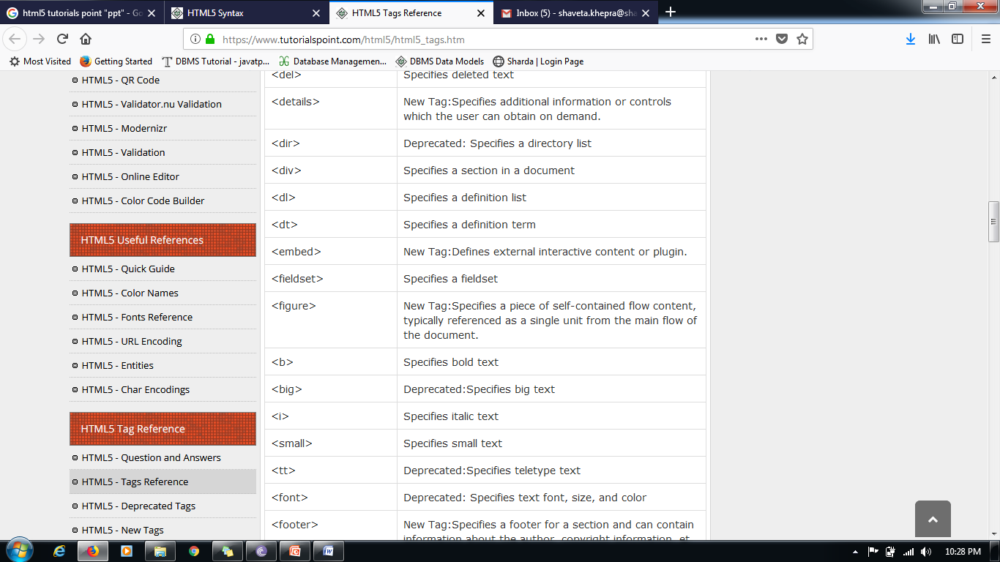 html5 tutorials point "ppt" - Go
HTML5 Syntax
HTML5 Tags Reference
Inbox (5) - shaveta.khepra@sha
https://www.tutorialspoint.com/html5/html5_tags.htm
Most Visited
Getting Started
DBMS Tutorial - javatp...
Database Managemen...
DBMS Data Models
Sharda | Login Page
HTML5 - QR Code
HTML5 - Validator.nu Validation
HTML5 - Modernizr
HTML5 - Validation
HTML5 - Online Editor
HTML5 - Color Code Builder
HTML5 Useful References
HTML5 - Quick Guide
HTML5 - Color Names
HTML5 - Fonts Reference
HTML5 - URL Encoding
HTML5 - Entities
HTML5 - Char Encodings
HTML5 Tag Reference
HTML5 - Question and Answers
HTML5 - Tags Reference
HTML5 - Deprecated Tags
HTML5 - New Tags
<del> Specifies deleted text
<details> New Tag:Specifies additional information or controls
which the user can obtain on demand.
<dir> Deprecated: Specifies a directory list
<div> Specifies a section in a document
<dl> Specifies a definition list
<dt> Specifies a definition term
<embed> New Tag:Defines external interactive content or plugin.
<fieldset> Specifies a fieldset
<figure> New Tag:Specifies a piece of self-contained flow content,
typically referenced as a single unit from the main flow of
the document.
<b> Specifies bold text
<big> Deprecated:Specifies big text
<i> Specifies italic text
<small> Specifies small text
<tt> Deprecated:Specifies teletype text
<font> Deprecated: Specifies text font, size, and color
<footer> New Tag:Specifies a footer for a section and can contain
information about the author, copyright information, et
10:28 PM